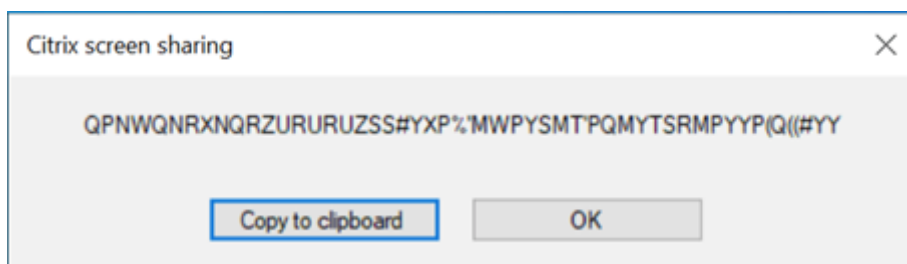 Citrix screen sharing
QPNWQNRXNQRZURURUZSS#YXP%'MWPYSMT'PQMYTSRMPYYP(Q((#YY
Copy to clipboard OK